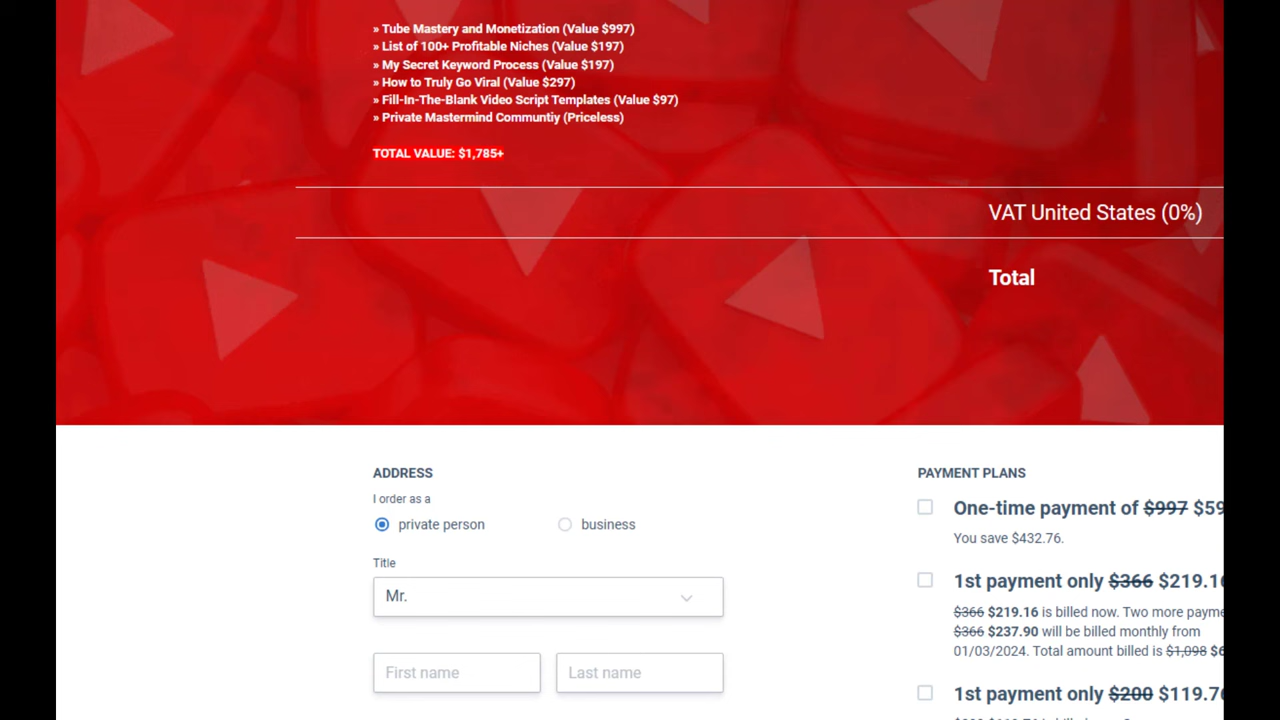 » Tube Mastery and Monetization (Value $997)
» List of 100+ Profitable Niches (Value $197)
» My Secret Keyword Process (Value $197)
» How to Truly Go Viral (Value $297)
» Fill-In-The-Blank Video Script Templates (Value $97)
» Private Mastermind Communtiy (Priceless)
TOTAL VALUE: $1,785+
VAT United States (0%)
Total
ADDRESS
I order as a
private person
business
Title
Mr.
First name
Last name
PAYMENT PLANS
One-time payment of $997 $59
You save $432.76.
1st payment only $366 $219.16
$366 $219.16 is billed now. Two more payme
$366 $237.90 will be billed monthly from
01/03/2024. Total amount billed is $1,098 $6
1st payment only $200 $119.76